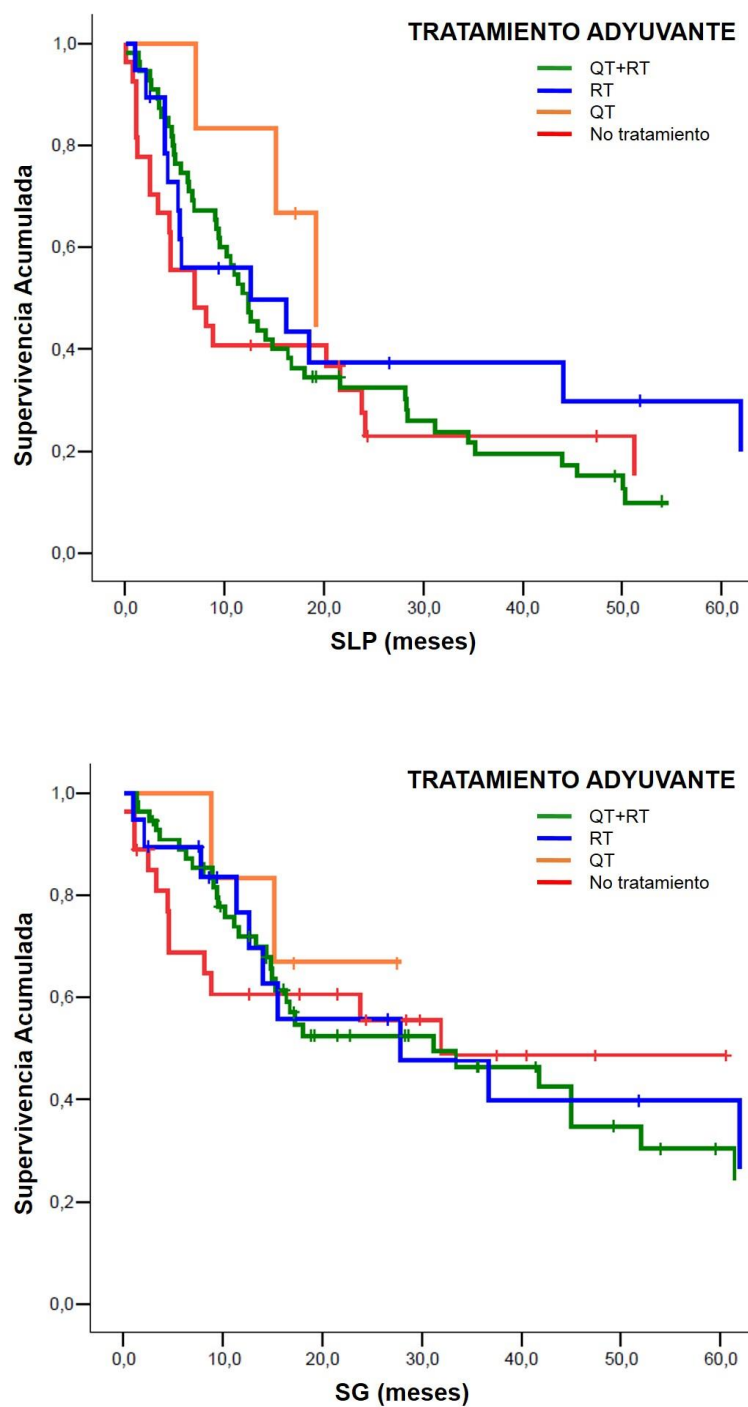 TRATAMIENTO ADYUVANTE
QT+RT
RT
QT
No tratamiento
Supervivencia Acumulada
1,0
0,8
0,6
0,4
0,2
0,0
0,0 10,0 20,0 30,0 40,0 50,0 60,0
SLP (meses)
TRATAMIENTO ADYUVANTE
QT+RT
RT
QT
No tratamiento
Supervivencia Acumulada
1,0
0,8
0,6
0,4
0,2
0,0
0,0 10,0 20,0 30,0 40,0 50,0 60,0
SG (meses)